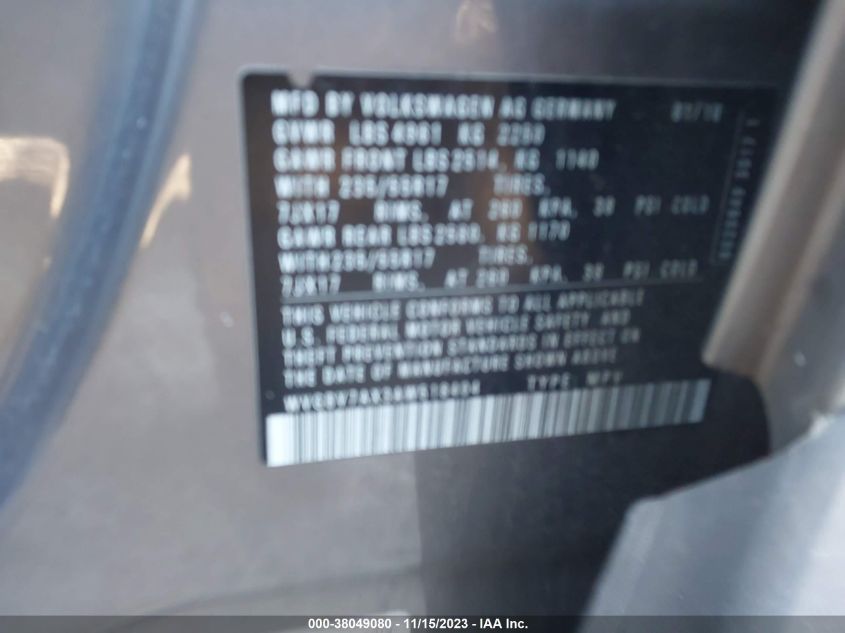 MFD BY VOLKSWAGEN AG GERMANY 01/10
GVWR LBS 4961 KG 2250
GAWR FRONT LBS 2514, KG 1140
WITH 235/55R17 TIRES,
7JX17 RIMS, AT 260 KPA, 38 PSI COLD
GAWR REAR LBS 2580, KG 1170
WITH 235/55R17 TIRES,
7JX17 RIMS, AT 260 KPA, 38 PSI COLD
THIS VEHICLE CONFORMS TO ALL APPLICABLE
U.S. FEDERAL MOTOR VEHICLE SAFETY, AND
THEFT PREVENTION STANDARDS IN EFFECT ON
THE DATE OF MANUFACTURE SHOWN ABOVE.
TYPE: MPV
000-38049080 - 11/15/2023 - IAA Inc.